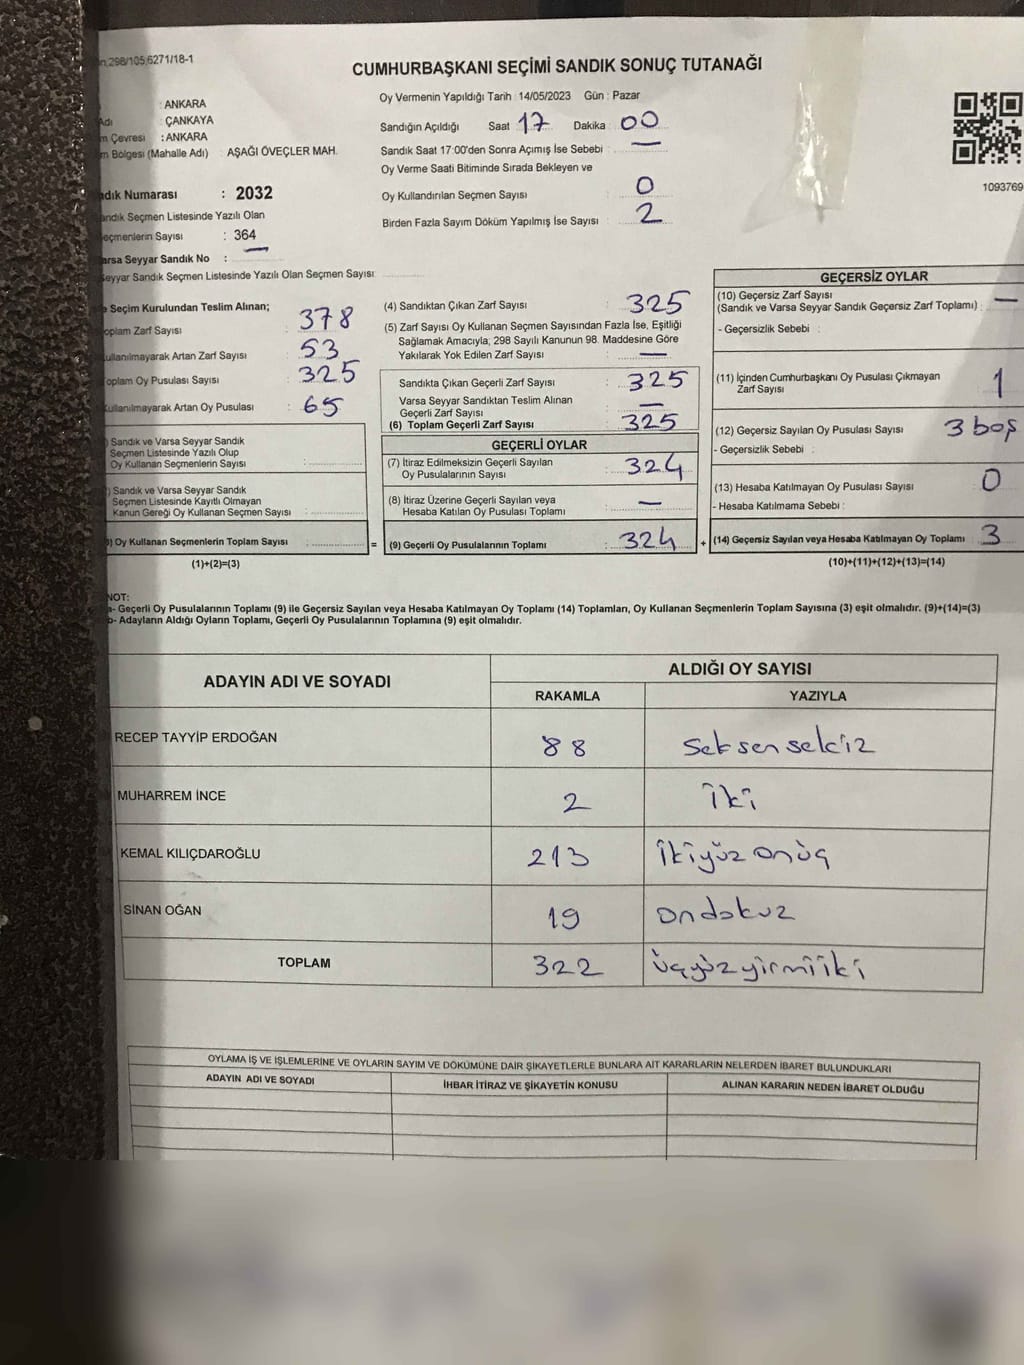 298/105,6271/18-1
CUMHURBAŞKANI SEÇİMİ SANDIK SONUÇ TUTANAĞI
Oy Vermenin Yapıldığı Tarih : 14/05/2023 Gün : Pazar
: ANKARA
: ÇANKAYA
Çevresi : ANKARA
Bölgesi (Mahalle Adı) AŞAĞI ÖVEÇLER MAH.
Sandığın Açıldığı Saat 17 Dakika 00
Sandık Saat 17:00'den Sonra Açımış İse Sebebi : —
Oy Verme Saati Bitiminde Sırada Bekleyen ve
Oy Kullandırılan Seçmen Sayısı : 0
Birden Fazla Sayım Döküm Yapılmış İse Sayısı : 2
1093769
Numarası : 2032
Seçmen Listesinde Yazılı Olan
Sayısı : 364
Seyyar Sandık No : —
Seyyar Sandık Seçmen Listesinde Yazılı Olan Seçmen Sayısı
Seçim Kurulundan Teslim Alınan;
Zarf Sayısı : 378
Artan Zarf Sayısı : 53
Oy Pusulası Sayısı : 325
Artan Oy Pusulası : 65
Sandık ve Varsa Seyyar Sandık
Seçmen Listesinde Yazılı Olup
Oy Kullanan Seçmenlerin Sayısı :
Sandık ve Varsa Seyyar Sandık
Seçmen Listesinde Kayıtlı Olmayan
Kanun Gereği Oy Kullanan Seçmen Sayısı :
Oy Kullanan Seçmenlerin Toplam Sayısı : =
(1)+(2)=(3)
(4) Sandıktan Çıkan Zarf Sayısı : 325
(5) Zarf Sayısı Oy Kullanan Seçmen Sayısından Fazla İse, Eşitliği
Sağlamak Amacıyla, 298 Sayılı Kanunun 98. Maddesine Göre
Yakılarak Yok Edilen Zarf Sayısı : —
Sandıkta Çıkan Geçerli Zarf Sayısı : 325
Varsa Seyyar Sandıktan Teslim Alınan
Geçerli Zarf Sayısı : —
(6) Toplam Geçerli Zarf Sayısı : 325
GEÇERLİ OYLAR
(7) İtiraz Edilmeksizin Geçerli Sayılan
Oy Pusulalarının Sayısı : 324
(8) İtiraz Üzerine Geçerli Sayılan veya
Hesaba Katılan Oy Pusulası Toplamı : —
(9) Geçerli Oy Pusulalarının Toplamı : 324 +
GEÇERSİZ OYLAR
(10) Geçersiz Zarf Sayısı
(Sandık ve Varsa Seyyar Sandık Geçersiz Zarf Toplamı) : —
- Geçersizlik Sebebi :
(11) İçinden Cumhurbaşkanı Oy Pusulası Çıkmayan
Zarf Sayısı : 1
(12) Geçersiz Sayılan Oy Pusulası Sayısı : 3 boş
- Geçersizlik Sebebi :
(13) Hesaba Katılmayan Oy Pusulası Sayısı : 0
- Hesaba Katılmama Sebebi :
(14) Geçersiz Sayılan veya Hesaba Katılmayan Oy Toplamı : 3
(10)+(11)+(12)+(13)=(14)
NOT:
a- Geçerli Oy Pusulalarının Toplamı (9) ile Geçersiz Sayılan veya Hesaba Katılmayan Oy Toplamı (14) Toplamları, Oy Kullanan Seçmenlerin Toplam Sayısına (3) eşit olmalıdır. (9)+(14)=(3)
b- Adayların Aldığı Oyların Toplamı, Geçerli Oy Pusulalarının Toplamına (9) eşit olmalıdır.
ADAYIN ADI VE SOYADI
ALDIĞI OY SAYISI
RAKAMLA YAZIYLA
RECEP TAYYİP ERDOĞAN 88 Seksensekiz
MUHARREM İNCE 2 İki
KEMAL KILIÇDAROĞLU 213 İkiyüz onüç
SİNAN OĞAN 19 ondokuz
TOPLAM 322 üçyüzyirmiiki
OYLAMA İŞ VE İŞLEMLERİNE VE OYLARIN SAYIM VE DÖKÜMÜNE DAİR ŞİKAYETLERLE BUNLARA AİT KARARLARIN NELERDEN İBARET BULUNDUKLARI
ADAYIN ADI VE SOYADI İHBAR İTİRAZ VE ŞİKAYETİN KONUSU ALINAN KARARIN NEDEN İBARET OLDUĞU